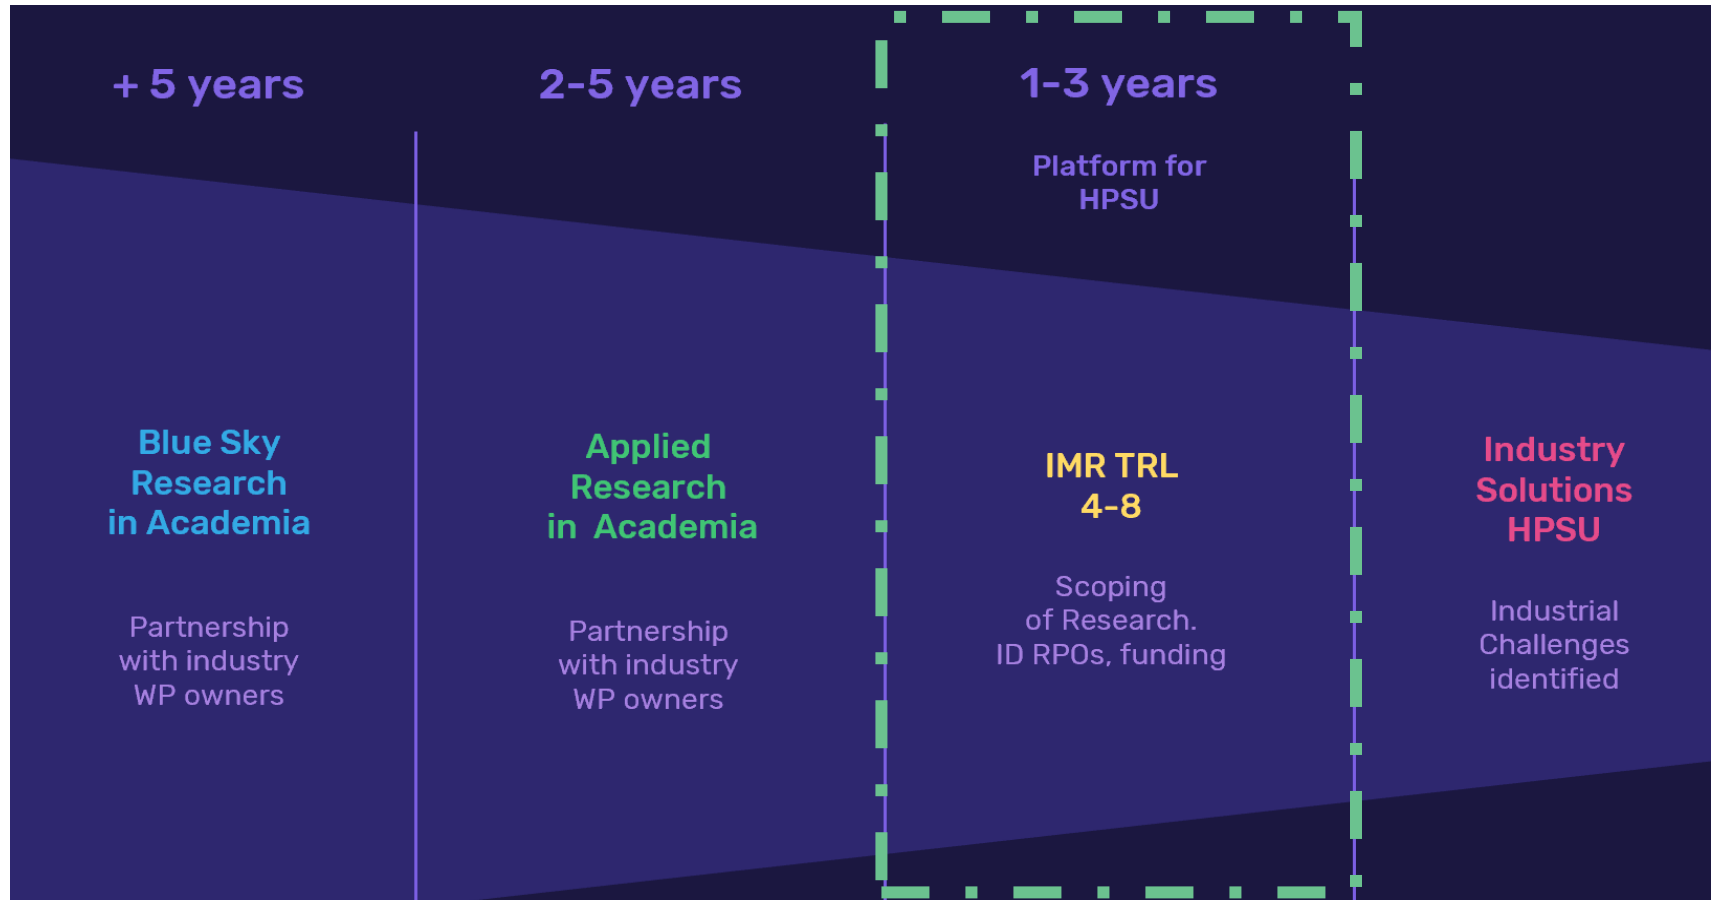 + 5 years
2-5 years
1-3 years
Platform for
HPSU
Blue Sky
Research
in Academia
Partnership
with industry
WP owners
Applied
Research
in Academia
Partnership
with industry
WP owners
IMR TRL
4-8
Scoping
of Research.
ID RPOs, funding
Industry
Solutions
HPSU
Industrial
Challenges
identified